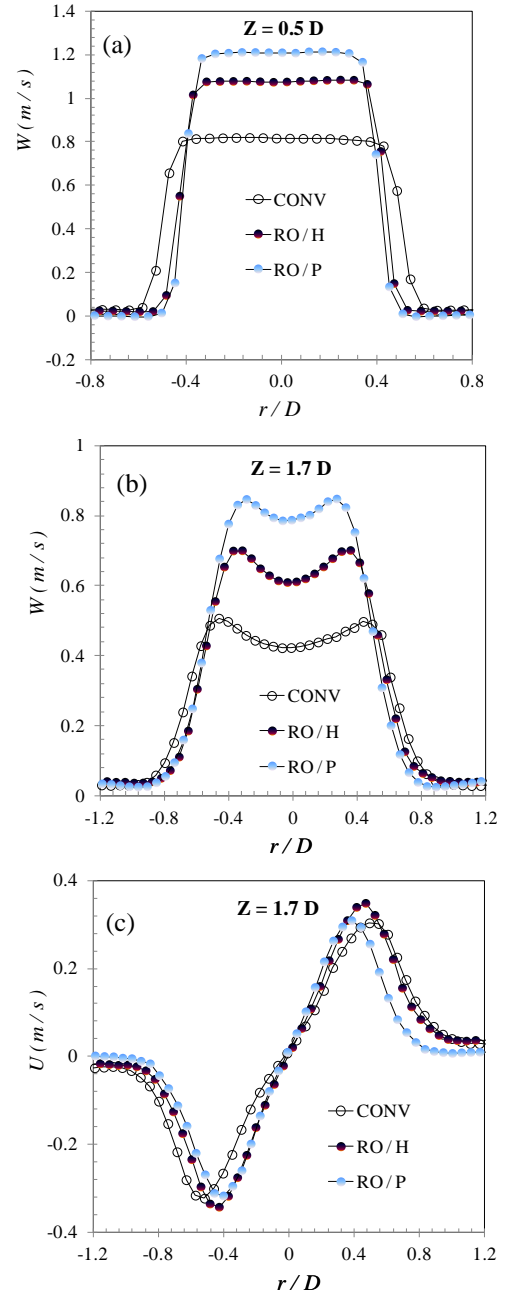 (a)
Z = 0.5 D
W ( m / s )
1.4
1.2
1
0.8
0.6
0.4
0.2
0
-0.2
CONV
RO / H
RO / P
-0.8 -0.4 0.0 0.4 0.8
r / D
(b)
Z = 1.7 D
W ( m / s )
1
0.8
0.6
0.4
0.2
0
CONV
RO / H
RO / P
-1.2 -0.8 -0.4 0 0.4 0.8 1.2
r / D
(c)
Z = 1.7 D
U ( m / s )
0.4
0.2
0
-0.2
-0.4
CONV
RO / H
RO / P
-1.2 -0.8 -0.4 0 0.4 0.8 1.2
r / D